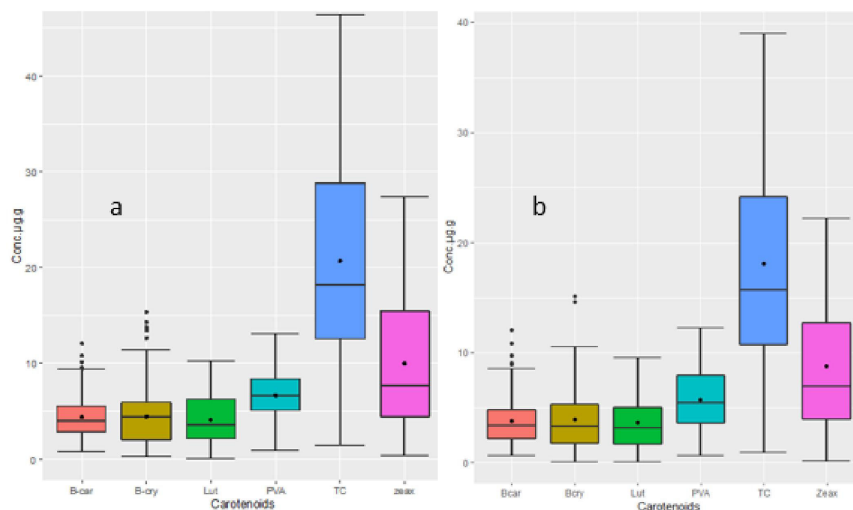 a
Conc.µg.g
40
30
20
10
0
B-car B-cry Lut PVA TC zeax
Carotenoids
b
Conc.µg.g
40
30
20
10
0
Bcar Bcry Lut PVA TC Zeax
Carotenoids